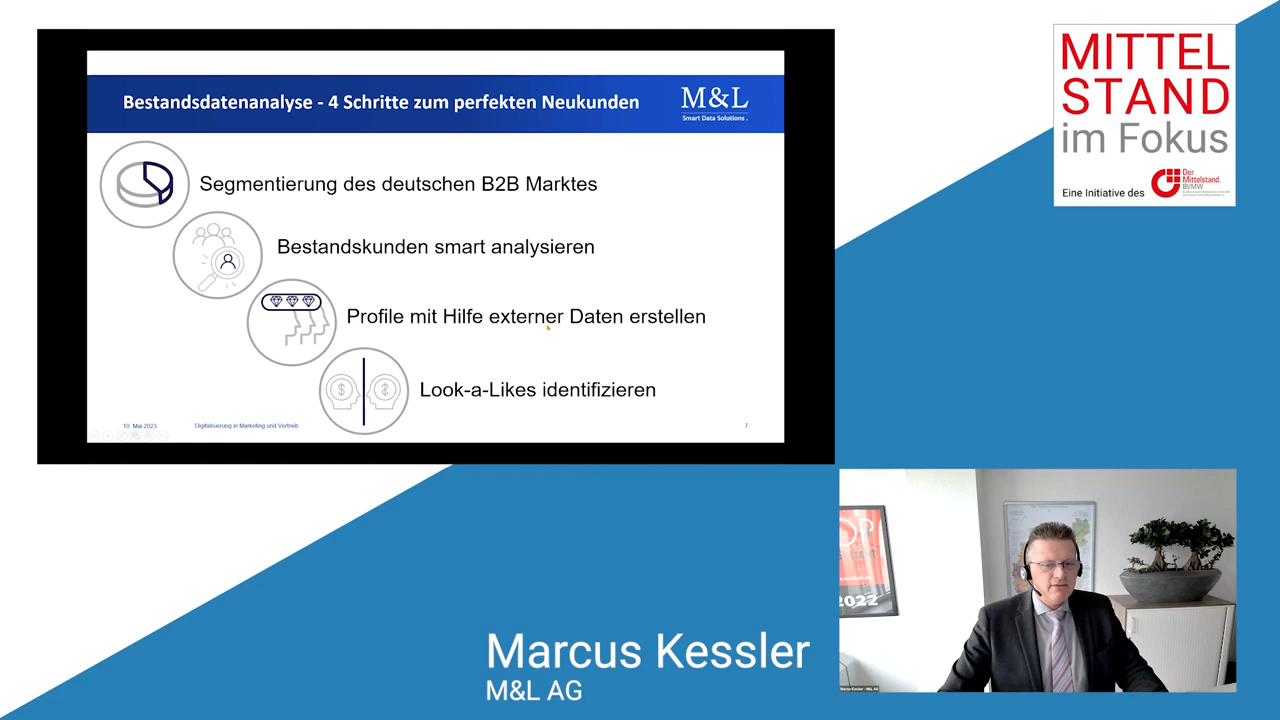 Bestandsdatenanalyse - 4 Schritte zum perfekten Neukunden
M&L
Smart Data Solutions .
Segmentierung des deutschen B2B Marktes
Bestandskunden smart analysieren
Profile mit Hilfe externer Daten erstellen
Look-a-Likes identifizieren
10. Mai 2023
Digitalisierung in Marketing und Vertrieb
7
MITTEL
STAND
im Fokus
Eine Initiative des
Der
Mittelstand.
BVMW
2022
Marcus Kessler
M&L AG